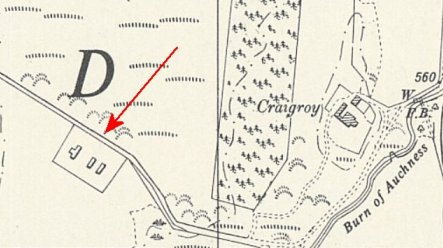 D
Craigroy
560
W.
F.B.
Burn of Auchness